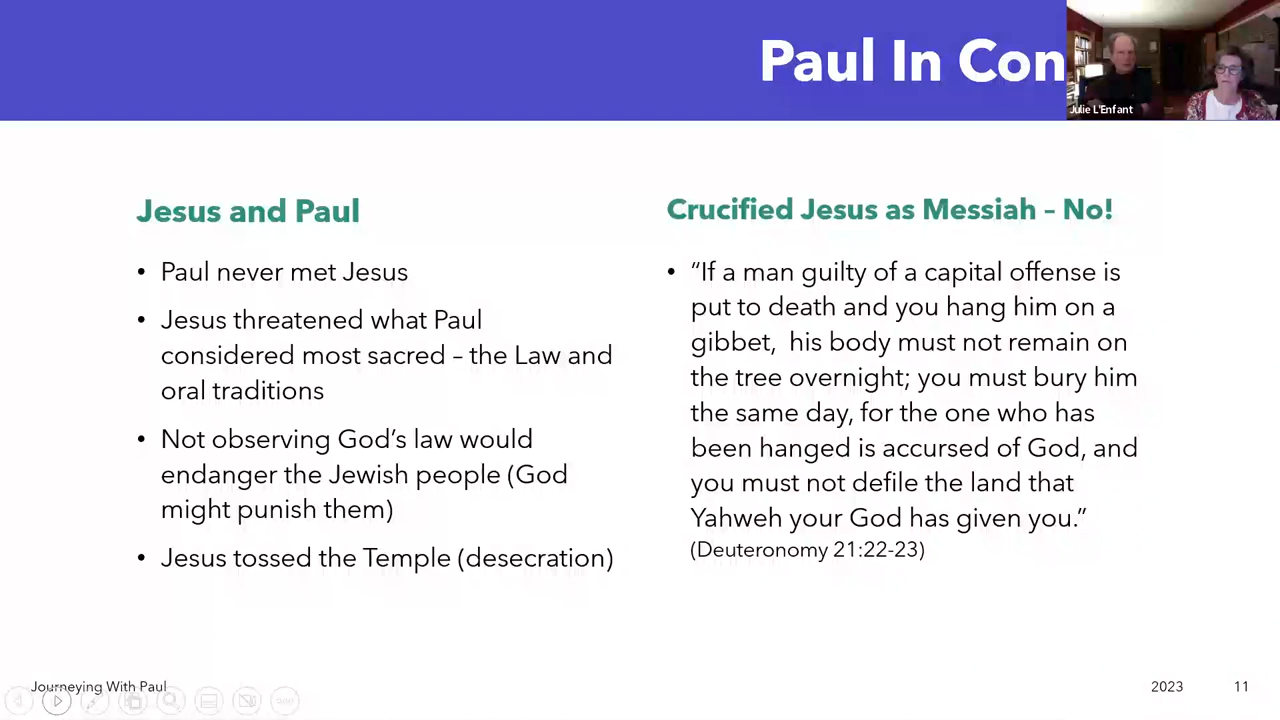 Paul In Con
Julie L'Enfant
Jesus and Paul
• Paul never met Jesus
• Jesus threatened what Paul
considered most sacred – the Law and
oral traditions
• Not observing God's law would
endanger the Jewish people (God
might punish them)
• Jesus tossed the Temple (desecration)
Crucified Jesus as Messiah – No!
• “If a man guilty of a capital offense is
put to death and you hang him on a
gibbet,  his body must not remain on
the tree overnight; you must bury him
the same day, for the one who has
been hanged is accursed of God, and
you must not defile the land that
Yahweh your God has given you.”
(Deuteronomy 21:22-23)
Journeying With Paul
2023
11